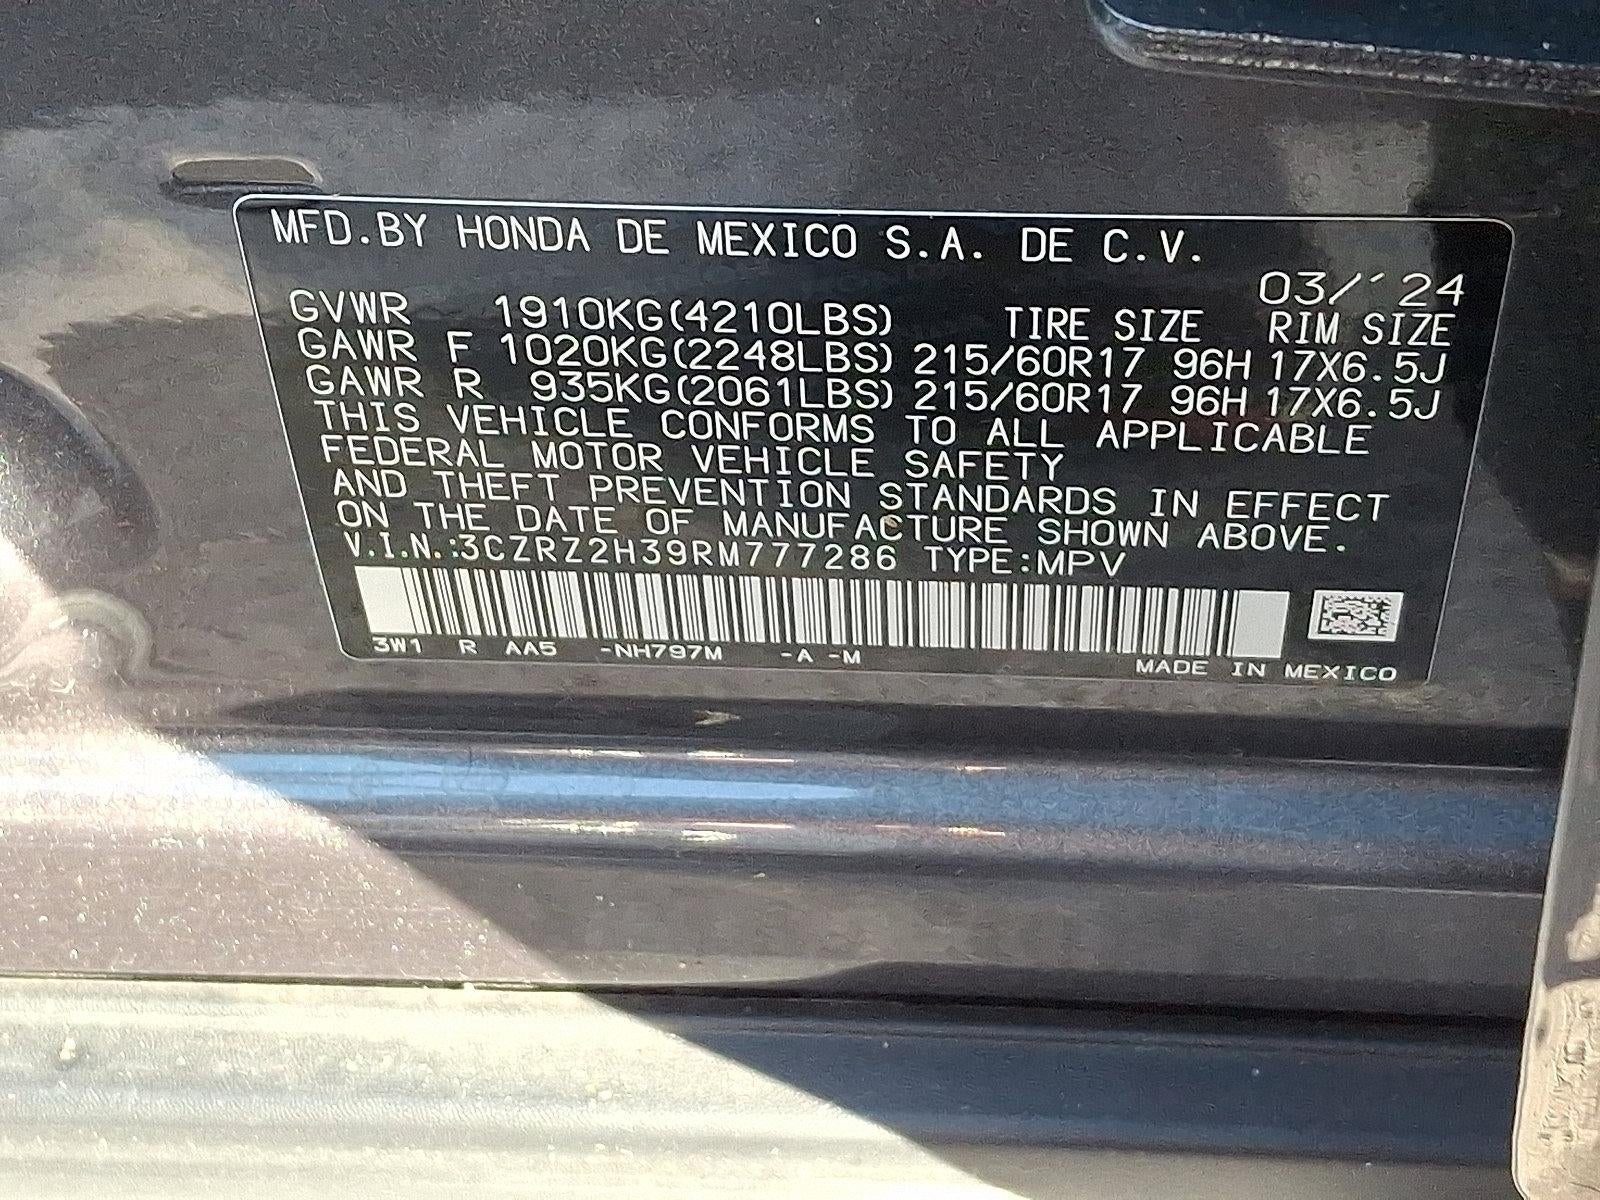 MFD.BY HONDA DE MEXICO S.A. DE C.V.
03/'24
GVWR 1910KG(4210LBS) TIRE SIZE RIM SIZE
GAWR F 1020KG(2248LBS) 215/60R17 96H 17X6.5J
GAWR R 935KG(2061LBS) 215/60R17 96H 17X6.5J
THIS VEHICLE CONFORMS TO ALL APPLICABLE
FEDERAL MOTOR VEHICLE SAFETY
AND THEFT PREVENTION STANDARDS IN EFFECT
ON THE DATE OF MANUFACTURE SHOWN ABOVE.
V.I.N.:3CZRZ2H39RM777286 TYPE:MPV
3W1 R AA5 -NH797M -A -M
MADE IN MEXICO